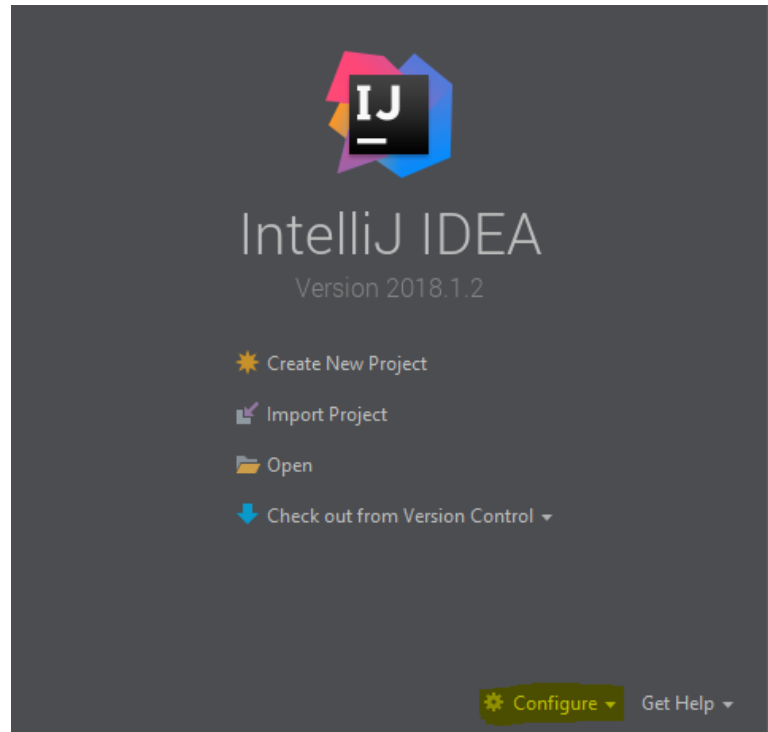 IJ
IntelliJ IDEA
Version 2018.1.2
Create New Project
Import Project
Open
Check out from Version Control
Configure
Get Help